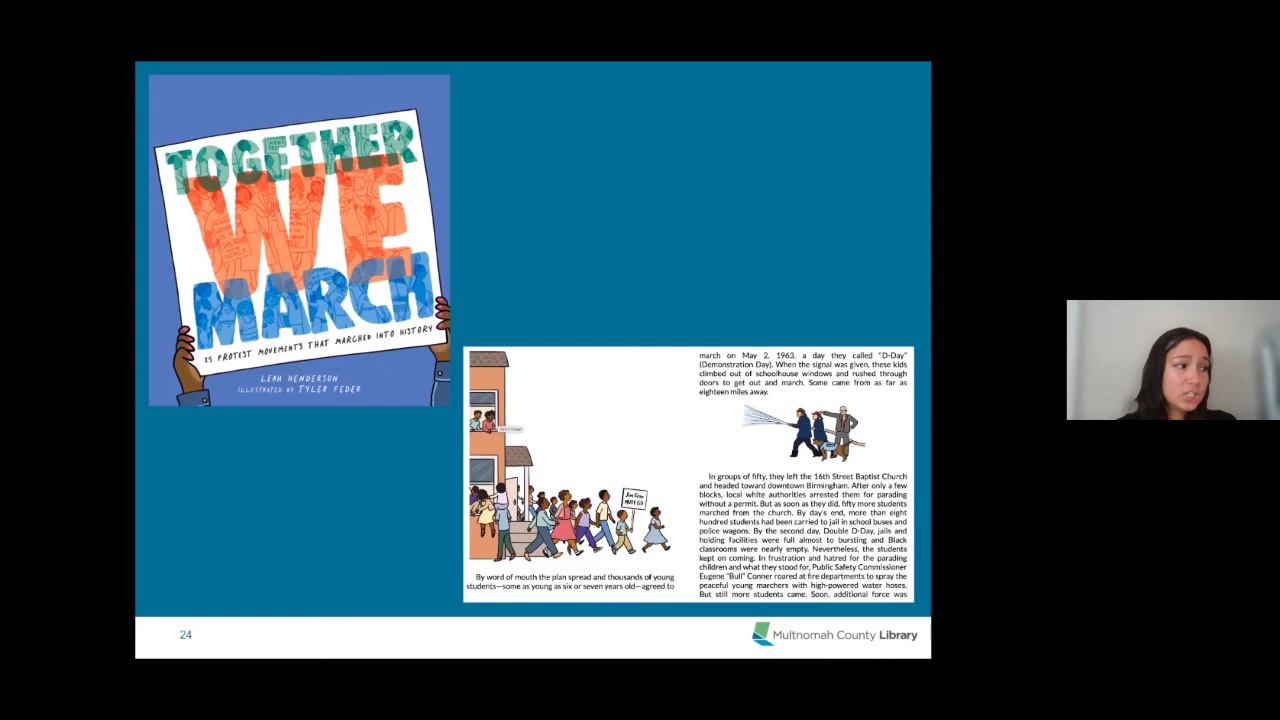 TOGETHER
WE
MARCH
25 PROTEST MOVEMENTS THAT MARCHED INTO HISTORY
LEAH HENDERSON
ILLUSTRATED BY TYLER FEDER
Jim Crow
MUST GO
By word of mouth the plan spread and thousands of young
students—some as young as six or seven years old—agreed to
march on May 2, 1963, a day they called "D-Day"
(Demonstration Day). When the signal was given, these kids
climbed out of schoolhouse windows and rushed through
doors to get out and march. Some came from as far as
eighteen miles away.
In groups of fifty, they left the 16th Street Baptist Church
and headed toward downtown Birmingham. After only a few
blocks, local white authorities arrested them for parading
without a permit. But as soon as they did, fifty more students
marched from the church. By day's end, more than eight
hundred students had been carried to jail in school buses and
police wagons. By the second day, Double D-Day, jails and
holding facilities were full almost to bursting and Black
classrooms were nearly empty. Nevertheless, the students
kept on coming. In frustration and hatred for the parading
children and what they stood for, Public Safety Commissioner
Eugene "Bull" Conner roared at fire departments to spray the
peaceful young marchers with high-powered water hoses.
But still more students came. Soon, additional force was
24
Multnomah County Library